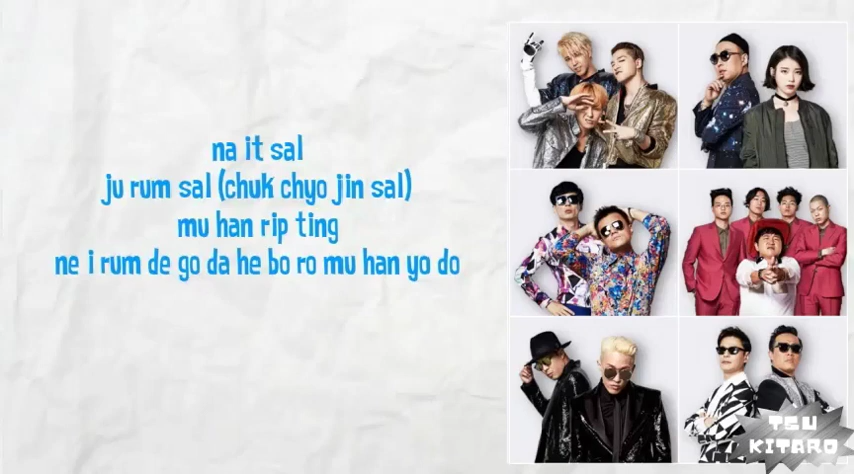 na it sal
ju rum sal (chuk chyo jin sal)
mu han rip ting
ne i rum de go da he bo ro mu han yo do
TSU
KITARO